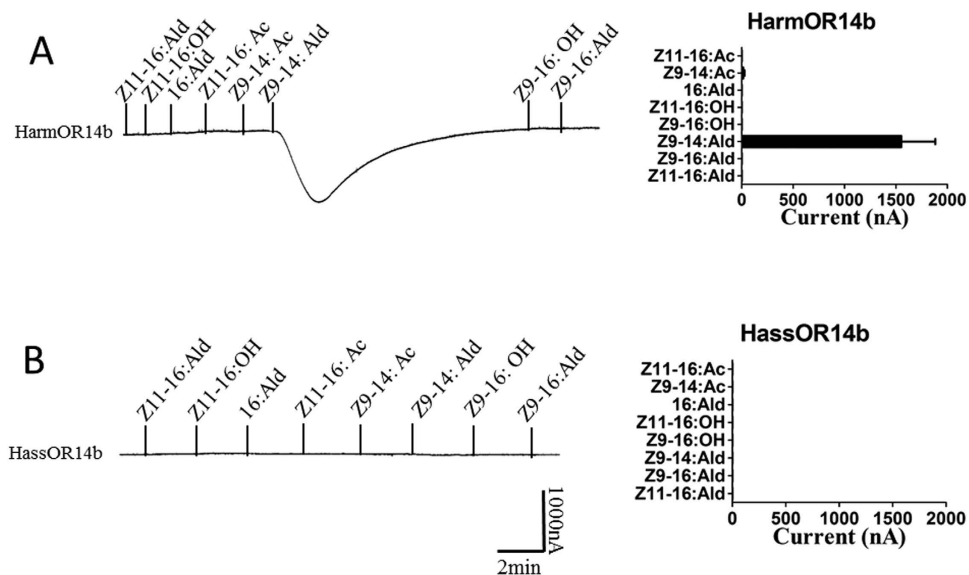 A
Z11-16:Ald
Z11-16:OH
16:Ald
Z11-16: Ac
Z9-14: Ac
Z9-14: Ald
Z9-16: OH
Z9-16:Ald
HarmOR14b
HarmOR14b
Z11-16:Ac
Z9-14:Ac
16:Ald
Z11-16:OH
Z9-16:OH
Z9-14:Ald
Z9-16:Ald
Z11-16:Ald
0 500 1000 1500 2000
Current (nA)
B
Z11-16:Ald
Z11-16:OH
16:Ald
Z11-16: Ac
Z9-14: Ac
Z9-14: Ald
Z9-16: OH
Z9-16:Ald
HassOR14b
1000nA
2min
HassOR14b
Z11-16:Ac
Z9-14:Ac
16:Ald
Z11-16:OH
Z9-16:OH
Z9-14:Ald
Z9-16:Ald
Z11-16:Ald
0 500 1000 1500 2000
Current (nA)